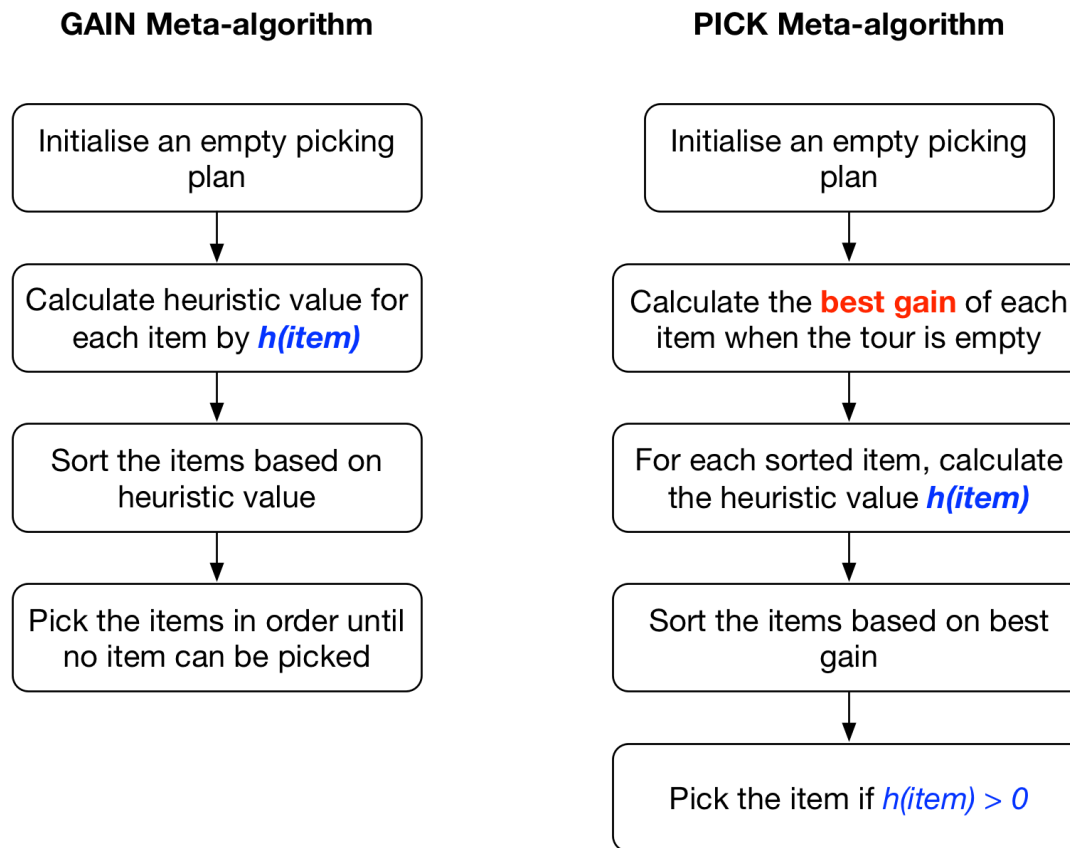 GAIN Meta-algorithm
Initialise an empty picking
plan
Calculate heuristic value for
each item by h(item)
Sort the items based on
heuristic value
Pick the items in order until
no item can be picked
PICK Meta-algorithm
Initialise an empty picking
plan
Calculate the best gain of each
item when the tour is empty
For each sorted item, calculate
the heuristic value h(item)
Sort the items based on best
gain
Pick the item if h(item) > 0